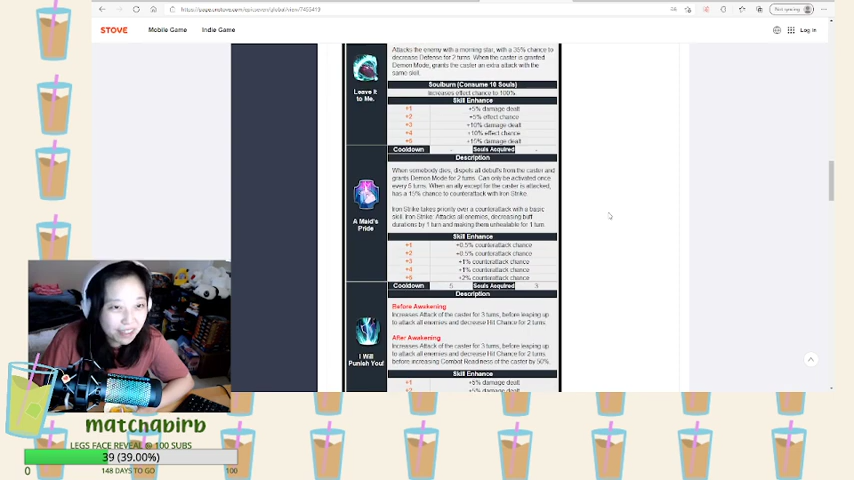 page.onstove.com/epicseven/global/view/7455419
STOVE
Mobile Game
Indie Game
Log in
Attacks the enemy with a morning star, with a 35% chance to
decrease Defense for 2 turns. When the caster is granted
Demon Mode, grants the caster an extra attack with the
same skill.
Leave It
to Me.
Soulburn (Consume 10 Souls)
Increases effect chance to 100%.
Skill Enhance
+1 +5% damage dealt
+2 +5% effect chance
+3 +10% damage dealt
+4 +10% effect chance
+5 +15% damage dealt
Cooldown - Souls Acquired -
Description
When somebody dies, dispels all debuffs from the caster and
grants Demon Mode for 2 turns. Can only be activated once
every 5 turns. When an ally except for the caster is attacked,
has a 15% chance to counterattack with Iron Strike.
Iron Strike takes priority over a counterattack with a basic
skill. Iron Strike: Attacks all enemies, decreasing buff
durations by 1 turn and making them unhealable for 1 turn.
A Maid's
Pride
Skill Enhance
+1 +0.5% counterattack chance
+2 +0.5% counterattack chance
+3 +1% counterattack chance
+4 +1% counterattack chance
+5 +2% counterattack chance
Cooldown 5 Souls Acquired 3
Description
Before Awakening
Increases Attack of the caster for 3 turns, before leaping up
to attack all enemies and decrease Hit Chance for 2 turns.
After Awakening
Increases Attack of the caster for 3 turns, before leaping up
to attack all enemies and decrease Hit Chance for 2 turns
before increasing Combat Readiness of the caster by 50%.
I Will
Punish You!
Skill Enhance
+1 +5% damage dealt
+2 +5% damage dealt
matchabirb
LEGS FACE REVEAL @ 100 SUBS
39 (39.00%)
0 148 DAYS TO GO 100